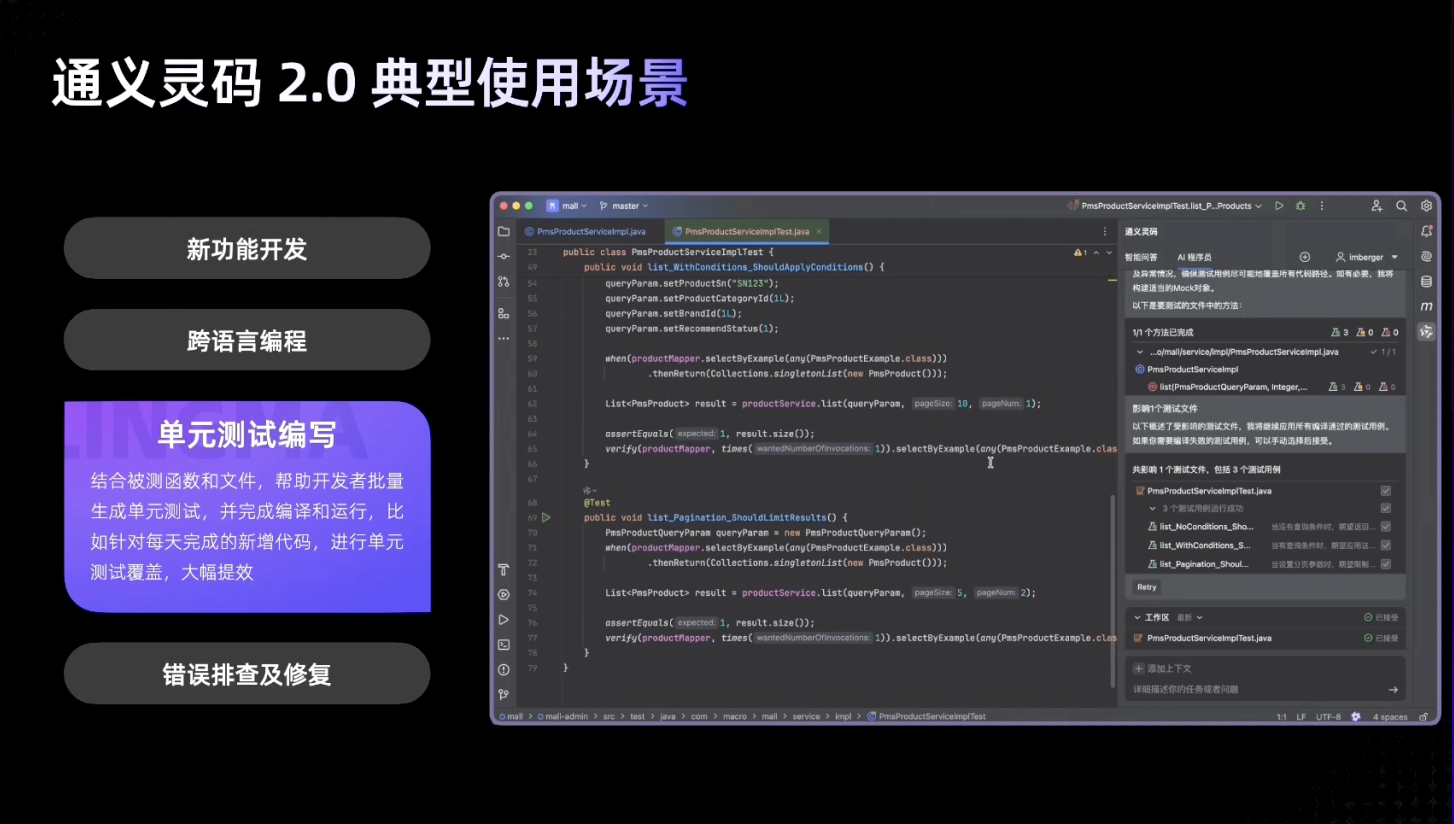 通义灵码 2.0 典型使用场景
新功能开发
跨语言编程
LINGMA
单元测试编写
结合被测函数和文件，帮助开发者批量
生成单元测试，并完成编译和运行，比
如针对每天完成的新增代码，进行单元
测试覆盖，大幅提效
错误排查及修复
M mall master PmsProductServiceImplTest.list_P...Products
PmsProductServiceImpl.java PmsProductServiceImplTest.java
1
23 public class PmsProductServiceImplTest {
49 public void list_WithConditions_ShouldApplyConditions() {
54 queryParam.setProductSn("SN123");
55 queryParam.setProductCategoryId(1L);
56 queryParam.setBrandId(1L);
57 queryParam.setRecommendStatus(1);
58
59 when(productMapper.selectByExample(any(PmsProductExample.class)))
60 .thenReturn(Collections.singletonList(new PmsProduct()));
61
62 List<PmsProduct> result = productService.list(queryParam, pageSize: 10, pageNum: 1);
63
64 assertEquals( expected: 1, result.size());
65 verify(productMapper, times( wantedNumberOfInvocations: 1)).selectByExample(any(PmsProductExample.clas
66 }
67
68 @Test
69 public void list_Pagination_ShouldLimitResults() {
70 PmsProductQueryParam queryParam = new PmsProductQueryParam();
71 when(productMapper.selectByExample(any(PmsProductExample.class)))
72 .thenReturn(Collections.singletonList(new PmsProduct()));
73
74 List<PmsProduct> result = productService.list(queryParam, pageSize: 5, pageNum: 2);
75
76 assertEquals( expected: 1, result.size());
77 verify(productMapper, times( wantedNumberOfInvocations: 1)).selectByExample(any(PmsProductExample.clas
78 }
79 }
通义灵码
智能问答 AI 程序员 imberger
及异常情况，确保测试用例尽可能地覆盖所有代码路径。如有必要，我将
构建适当的Mock对象。
以下是要测试的文件中的方法：
1/1 个方法已完成 3 0 0
...o/mall/service/impl/PmsProductServiceImpl.java 1 / 1
PmsProductServiceImpl
list(PmsProductQueryParam, Integer,... 3 0 0
影响1个测试文件
以下概述了受影响的测试文件，我将继续应用所有编译通过的测试用例。
如果你需要编译失败的测试用例，可以手动选择后接受。
共影响 1 个测试文件，包括 3 个测试用例
PmsProductServiceImplTest.java
3 个测试用例运行成功
list_NoConditions_Sho... 当没有查询条件时，期望返回...
list_WithConditions_S... 当有查询条件时，期望应用这...
list_Pagination_Shoul... 当设置分页参数时，期望限制...
Retry
工作区 最新 已接受
PmsProductServiceImplTest.java 已接受
添加上下文
详细描述你的任务或者问题
mall > mall-admin > src > test > java > com > macro > mall > service > impl > PmsProductServiceImplTest
1:1 LF UTF-8 4 spaces